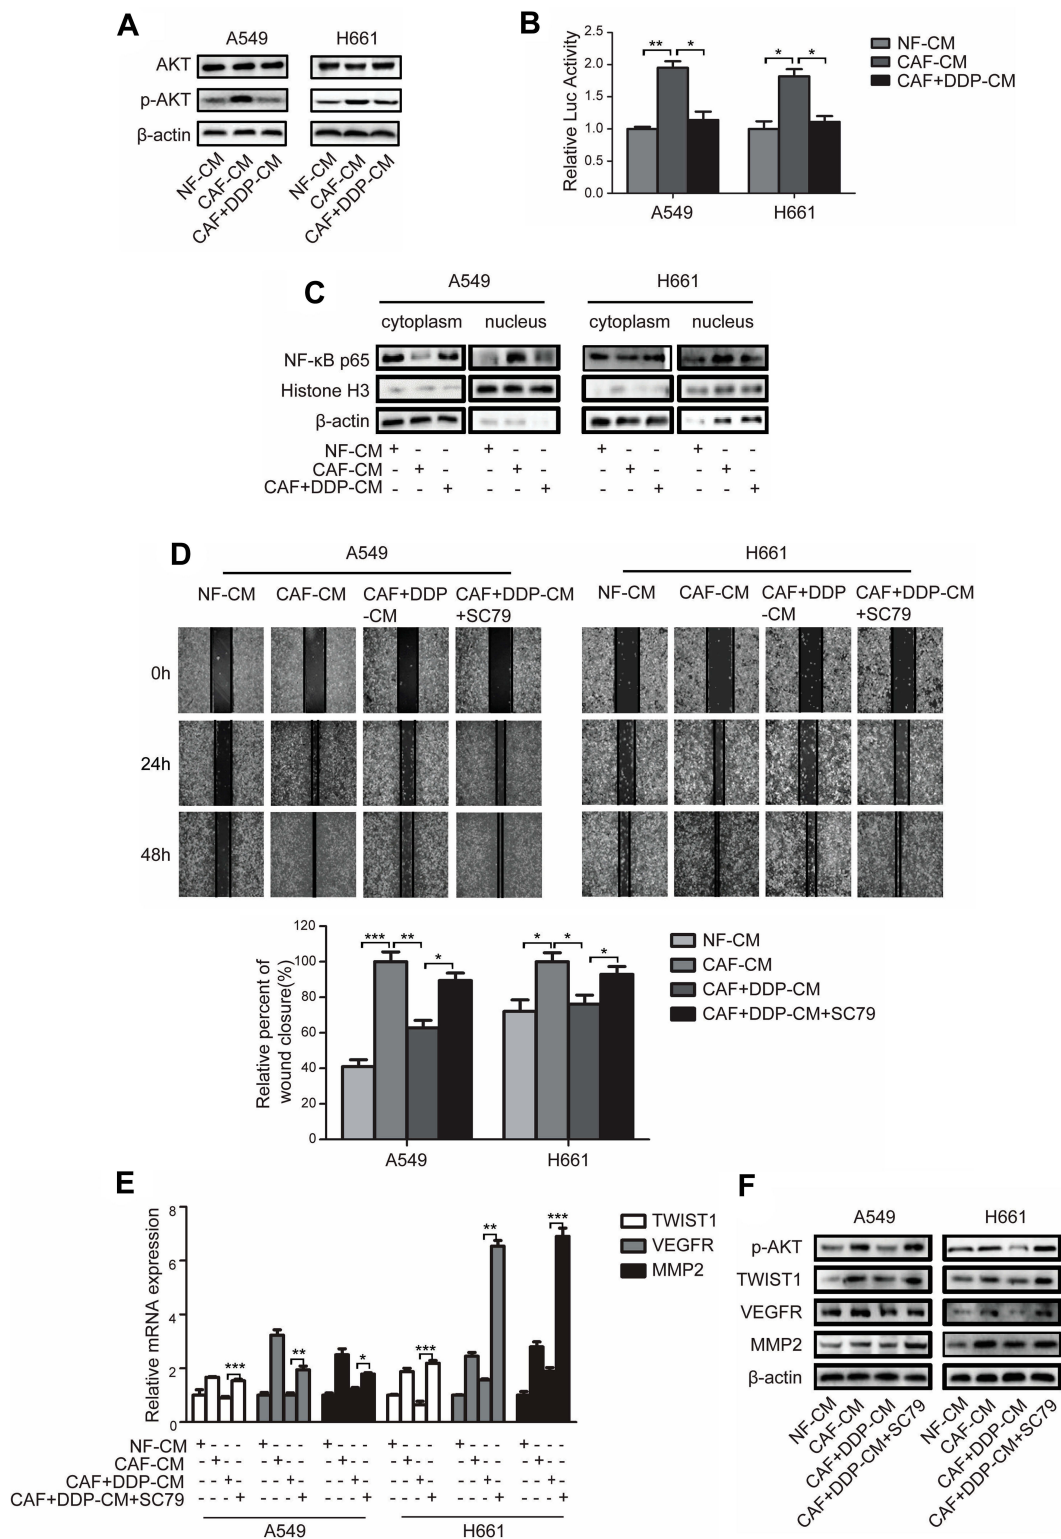 A
A549 H661
AKT
p-AKT
β-actin
NF-CM
CAF-CM
CAF+DDP-CM
NF-CM
CAF-CM
CAF+DDP-CM
B
Relative Luc Activity
2.5
2.0
1.5
1.0
0.5
0.0
** * * *
A549 H661
NF-CM
CAF-CM
CAF+DDP-CM
C
A549 H661
cytoplasm nucleus cytoplasm nucleus
NF-κB p65
Histone H3
β-actin
NF-CM + - - + - - + - - + - -
CAF-CM - + - - + - - + - - + -
CAF+DDP-CM - - + - - + - - + - - +
D
A549 H661
NF-CM CAF-CM CAF+DDP CAF+DDP-CM NF-CM CAF-CM CAF+DDP CAF+DDP-CM
-CM +SC79 -CM +SC79
0h
24h
48h
Relative percent of
wound closure(%)
120
100
80
60
40
20
0
*** ** * * * *
A549 H661
NF-CM
CAF-CM
CAF+DDP-CM
CAF+DDP-CM+SC79
E
Relative mRNA expression
8
6
4
2
0
*** ** * *** ** ***
TWIST1
VEGFR
MMP2
NF-CM + - - - + - - - + - - - + - - - + - - - + - - -
CAF-CM - + - - - + - - - + - - - + - - - + - - - + - -
CAF+DDP-CM - - + - - - + - - - + - - - + - - - + - - - + -
CAF+DDP-CM+SC79 - - - + - - - + - - - + - - - + - - - + - - - +
A549 H661
F
A549 H661
p-AKT
TWIST1
VEGFR
MMP2
β-actin
NF-CM
CAF-CM
CAF+DDP-CM
CAF+DDP-CM+SC79
NF-CM
CAF-CM
CAF+DDP-CM
CAF+DDP-CM+SC79